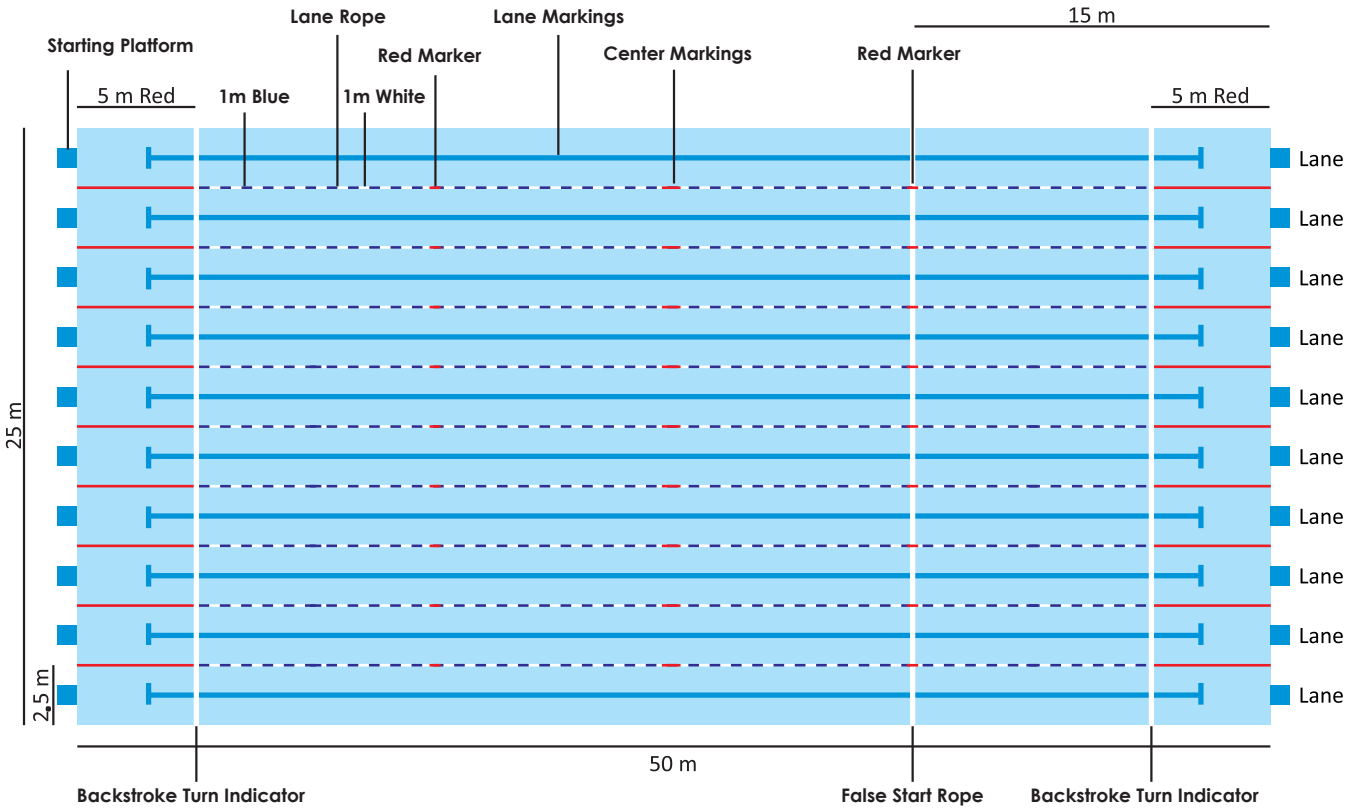 15 m
Lane Rope
Lane Markings
Starting Platform
Red Marker
Center Markings
Red Marker
5 m Red
1m Blue
1m White
5 m Red
Lane
Lane
Lane
Lane
Lane
Lane
Lane
Lane
Lane
Lane
25 m
2.5 m
50 m
Backstroke Turn Indicator
False Start Rope
Backstroke Turn Indicator